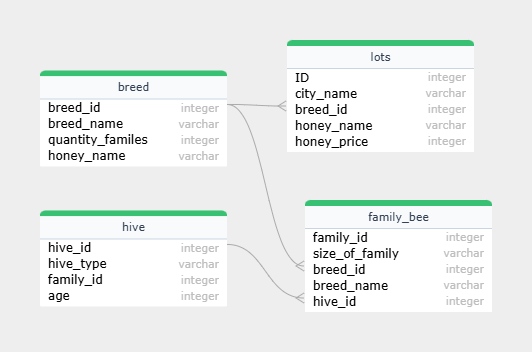 breed
breed_id integer
breed_name varchar
quantity_familes integer
honey_name varchar
lots
ID integer
city_name varchar
breed_id integer
honey_name varchar
honey_price integer
hive
hive_id integer
hive_type varchar
family_id integer
age integer
family_bee
family_id integer
size_of_family varchar
breed_id integer
breed_name varchar
hive_id integer